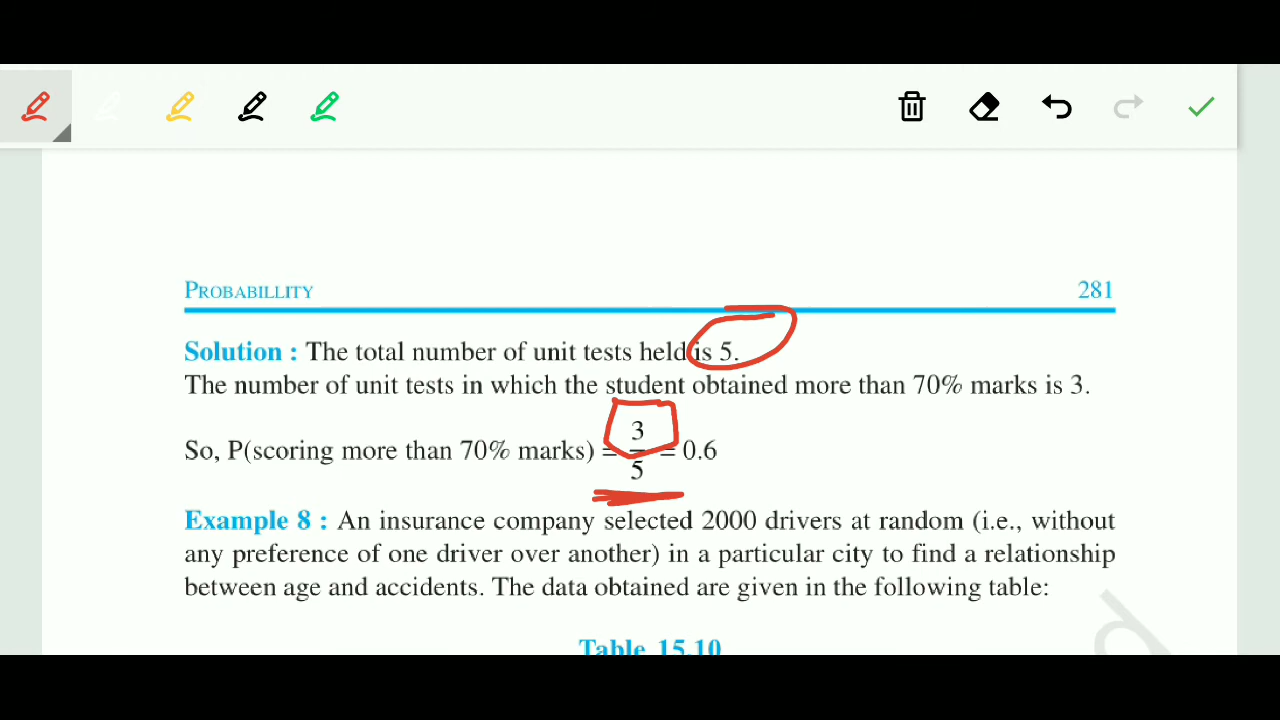 PROBABILLITY 281
Solution : The total number of unit tests held is 5.
The number of unit tests in which the student obtained more than 70% marks is 3.
So, P(scoring more than 70% marks) = 3/5 = 0.6
Example 8 : An insurance company selected 2000 drivers at random (i.e., without
any preference of one driver over another) in a particular city to find a relationship
between age and accidents. The data obtained are given in the following table:
Table 15.10
d